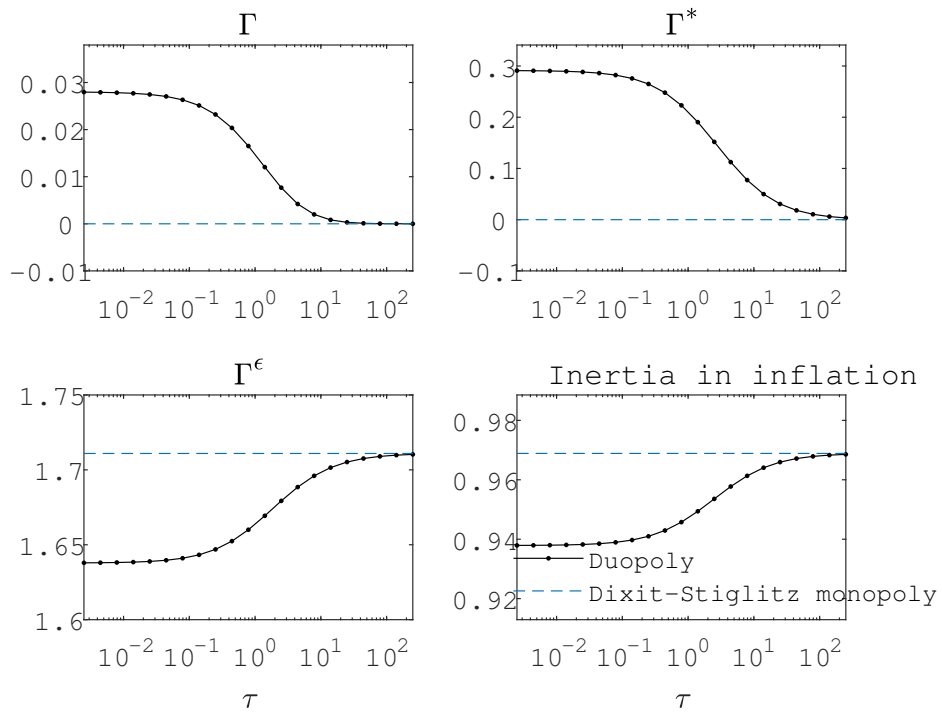 Γ
0.03
0.02
0.01
0
-0.01
10^-2 10^-1 10^0 10^1 10^2
Γ*
0.3
0.2
0.1
0
-0.1
10^-2 10^-1 10^0 10^1 10^2
Γ^ϵ
1.75
1.7
1.65
1.6
10^-2 10^-1 10^0 10^1 10^2
τ
Inertia in inflation
0.98
0.96
0.94
0.92
Duopoly
Dixit-Stiglitz monopoly
10^-2 10^-1 10^0 10^1 10^2
τ